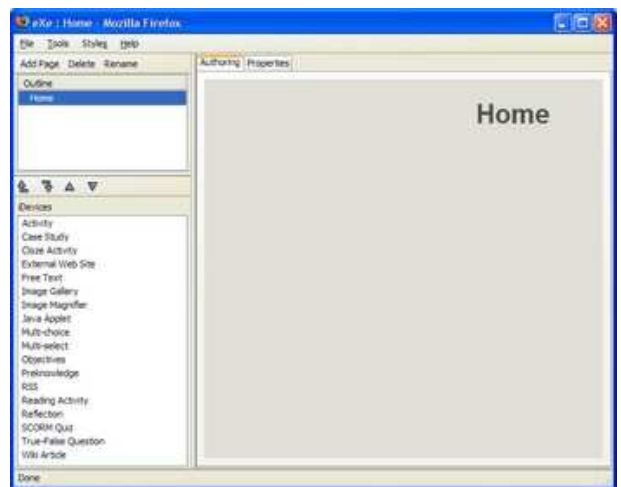 eXe : Home - Mozilla Firefox
File Tools Styles Help
Add Page Delete Rename
Authoring Properties
Outline
Home
Home
iDevices
Activity
Case Study
Cloze Activity
External Web Site
Free Text
Image Gallery
Image Magnifier
Java Applet
Multi-choice
Multi-select
Objectives
Preknowledge
RSS
Reading Activity
Reflection
SCORM Quiz
True-False Question
Wiki Article
Done